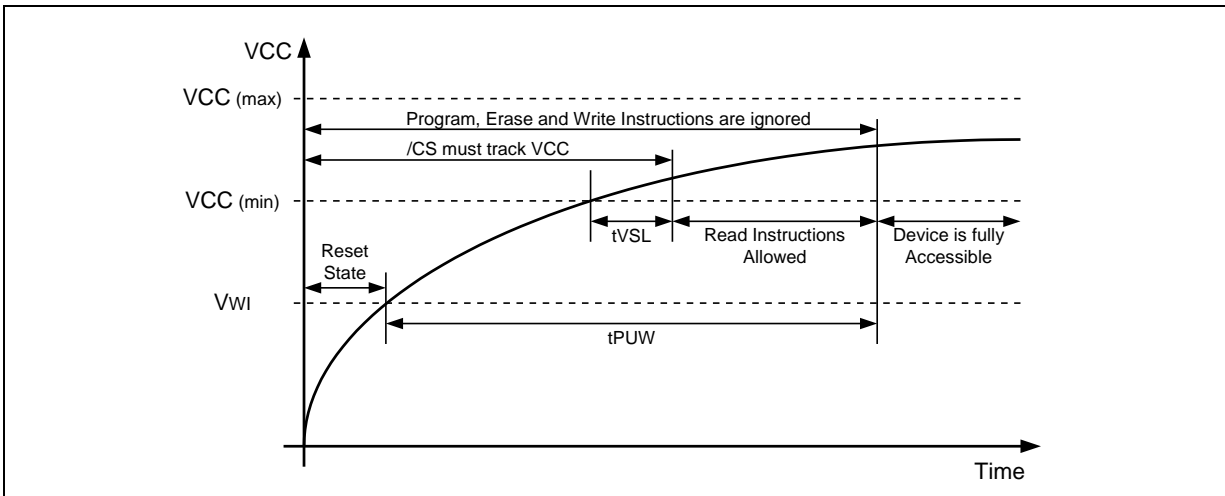 VCC
VCC (max)
Program, Erase and Write Instructions are ignored
/CS must track VCC
VCC (min)
tVSL
Read Instructions
Allowed
Device is fully
Accessible
Reset
State
VWI
tPUW
Time